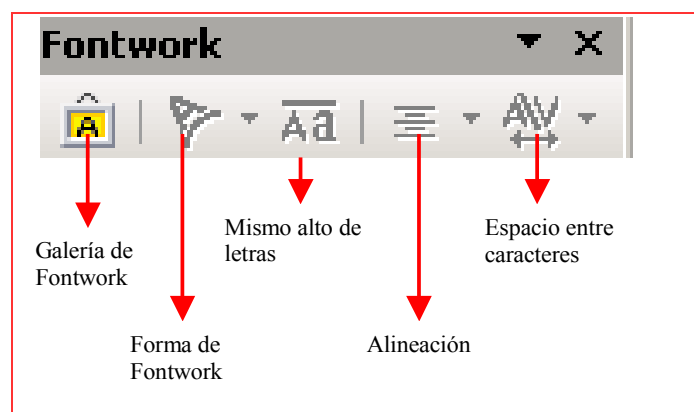 Fontwork
Mismo alto de
letras
Espacio entre
caracteres
Galería de
Fontwork
Forma de
Fontwork
Alineación